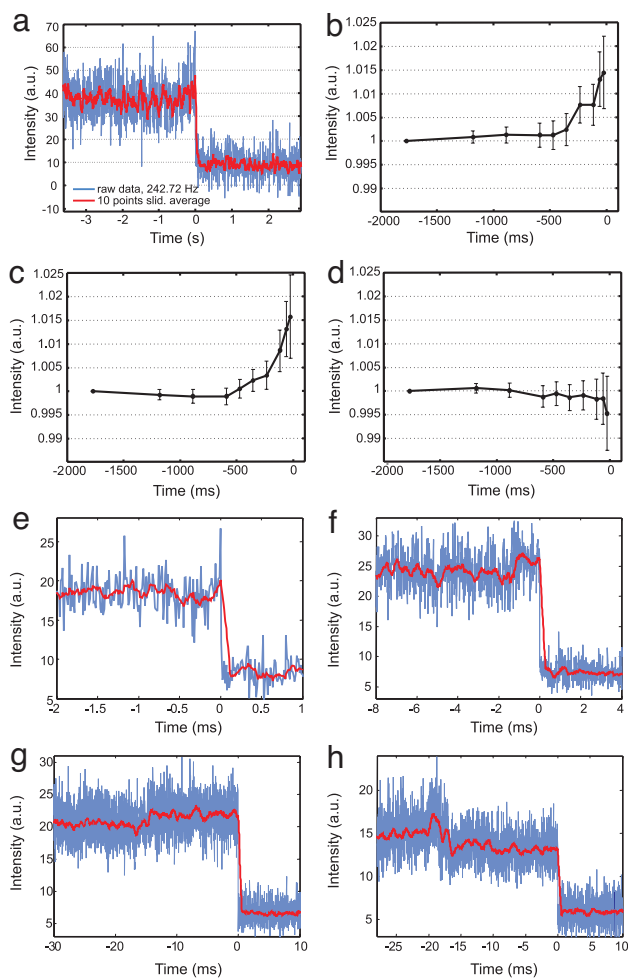 a
70
60
50
40
30
20
10
0
-10
Intensity (a.u.)
raw data, 242.72 Hz
10 points slid. average
-3 -2 -1 0 1 2
Time (s)
b
1.025
1.02
1.015
1.01
1.005
1
0.995
0.99
Intensity (a.u.)
-2000 -1500 -1000 -500 0
Time (ms)
c
1.025
1.02
1.015
1.01
1.005
1
0.995
0.99
Intensity (a.u.)
-2000 -1500 -1000 -500 0
Time (ms)
d
1.025
1.02
1.015
1.01
1.005
1
0.995
0.99
Intensity (a.u.)
-2000 -1500 -1000 -500 0
Time (ms)
e
25
20
15
10
5
Intensity (a.u.)
-2 -1.5 -1 -0.5 0 0.5 1
Time (ms)
f
30
25
20
15
10
5
Intensity (a.u.)
-8 -6 -4 -2 0 2 4
Time (ms)
g
30
25
20
15
10
5
Intensity (a.u.)
-30 -20 -10 0 10
Time (ms)
h
20
15
10
5
Intensity (a.u.)
-25 -20 -15 -10 -5 0 5 10
Time (ms)